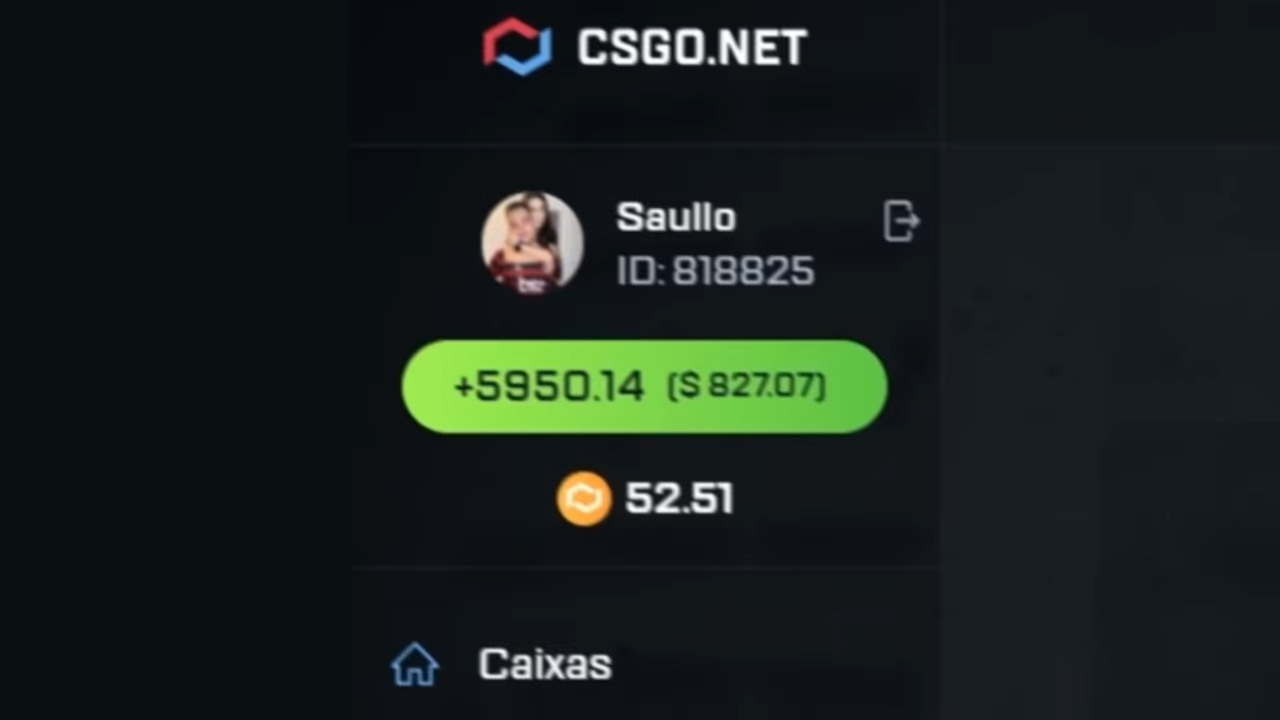 CSGO.NET
Saullo
ID: 818825
+5950.14 ($ 827.07)
52.51
Caixas